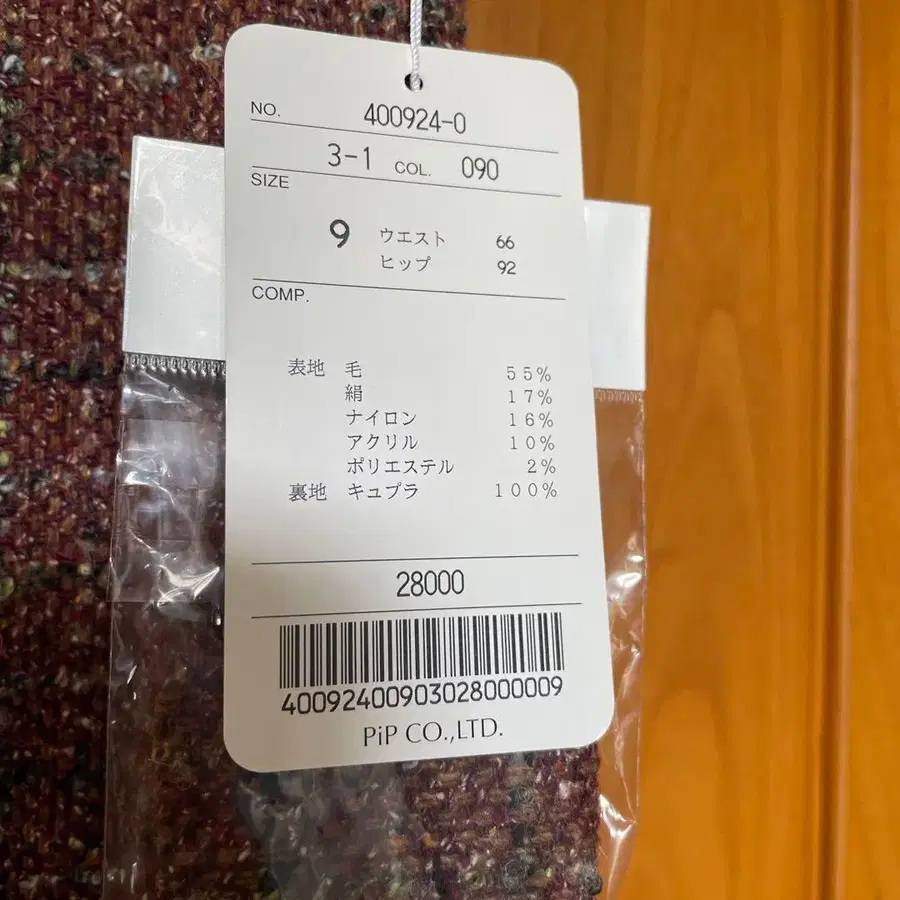 NO. 400924-0
3-1 COL. 090
SIZE
9 ウエスト 66
ヒップ 92
COMP.
表地 毛 55%
絹 17%
ナイロン 16%
アクリル 10%
ポリエステル 2%
裏地 キュプラ 100%
28000
40092400903028000009
PiP CO.,LTD.